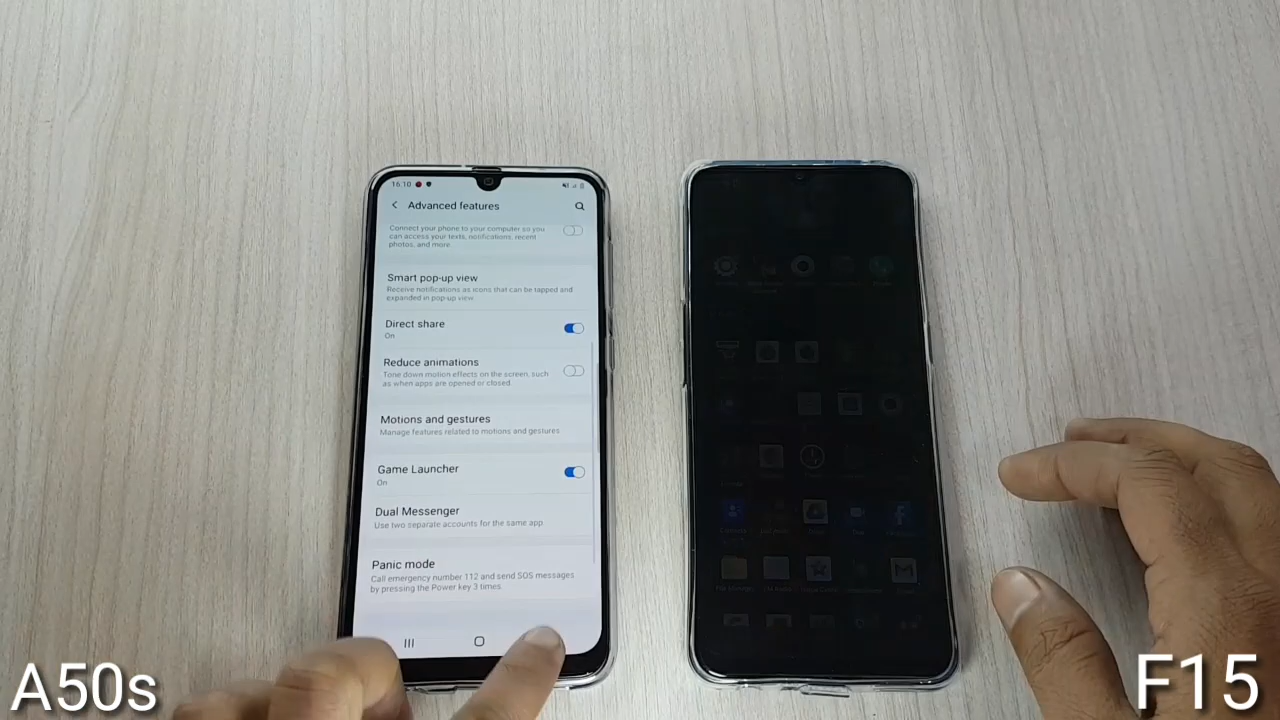 16:10
Advanced features
Connect your phone to your computer so you
can access your texts, notifications, recent
photos, and more.
Smart pop-up view
Receive notifications as icons that can be tapped and
expanded in pop-up view.
Direct share
On
Reduce animations
Tone down motion effects on the screen, such
as when apps are opened or closed.
Motions and gestures
Manage features related to motions and gestures
Game Launcher
On
Dual Messenger
Use two separate accounts for the same app.
Panic mode
Call emergency number 112 and send SOS messages
by pressing the Power key 3 times.
A50s
F15